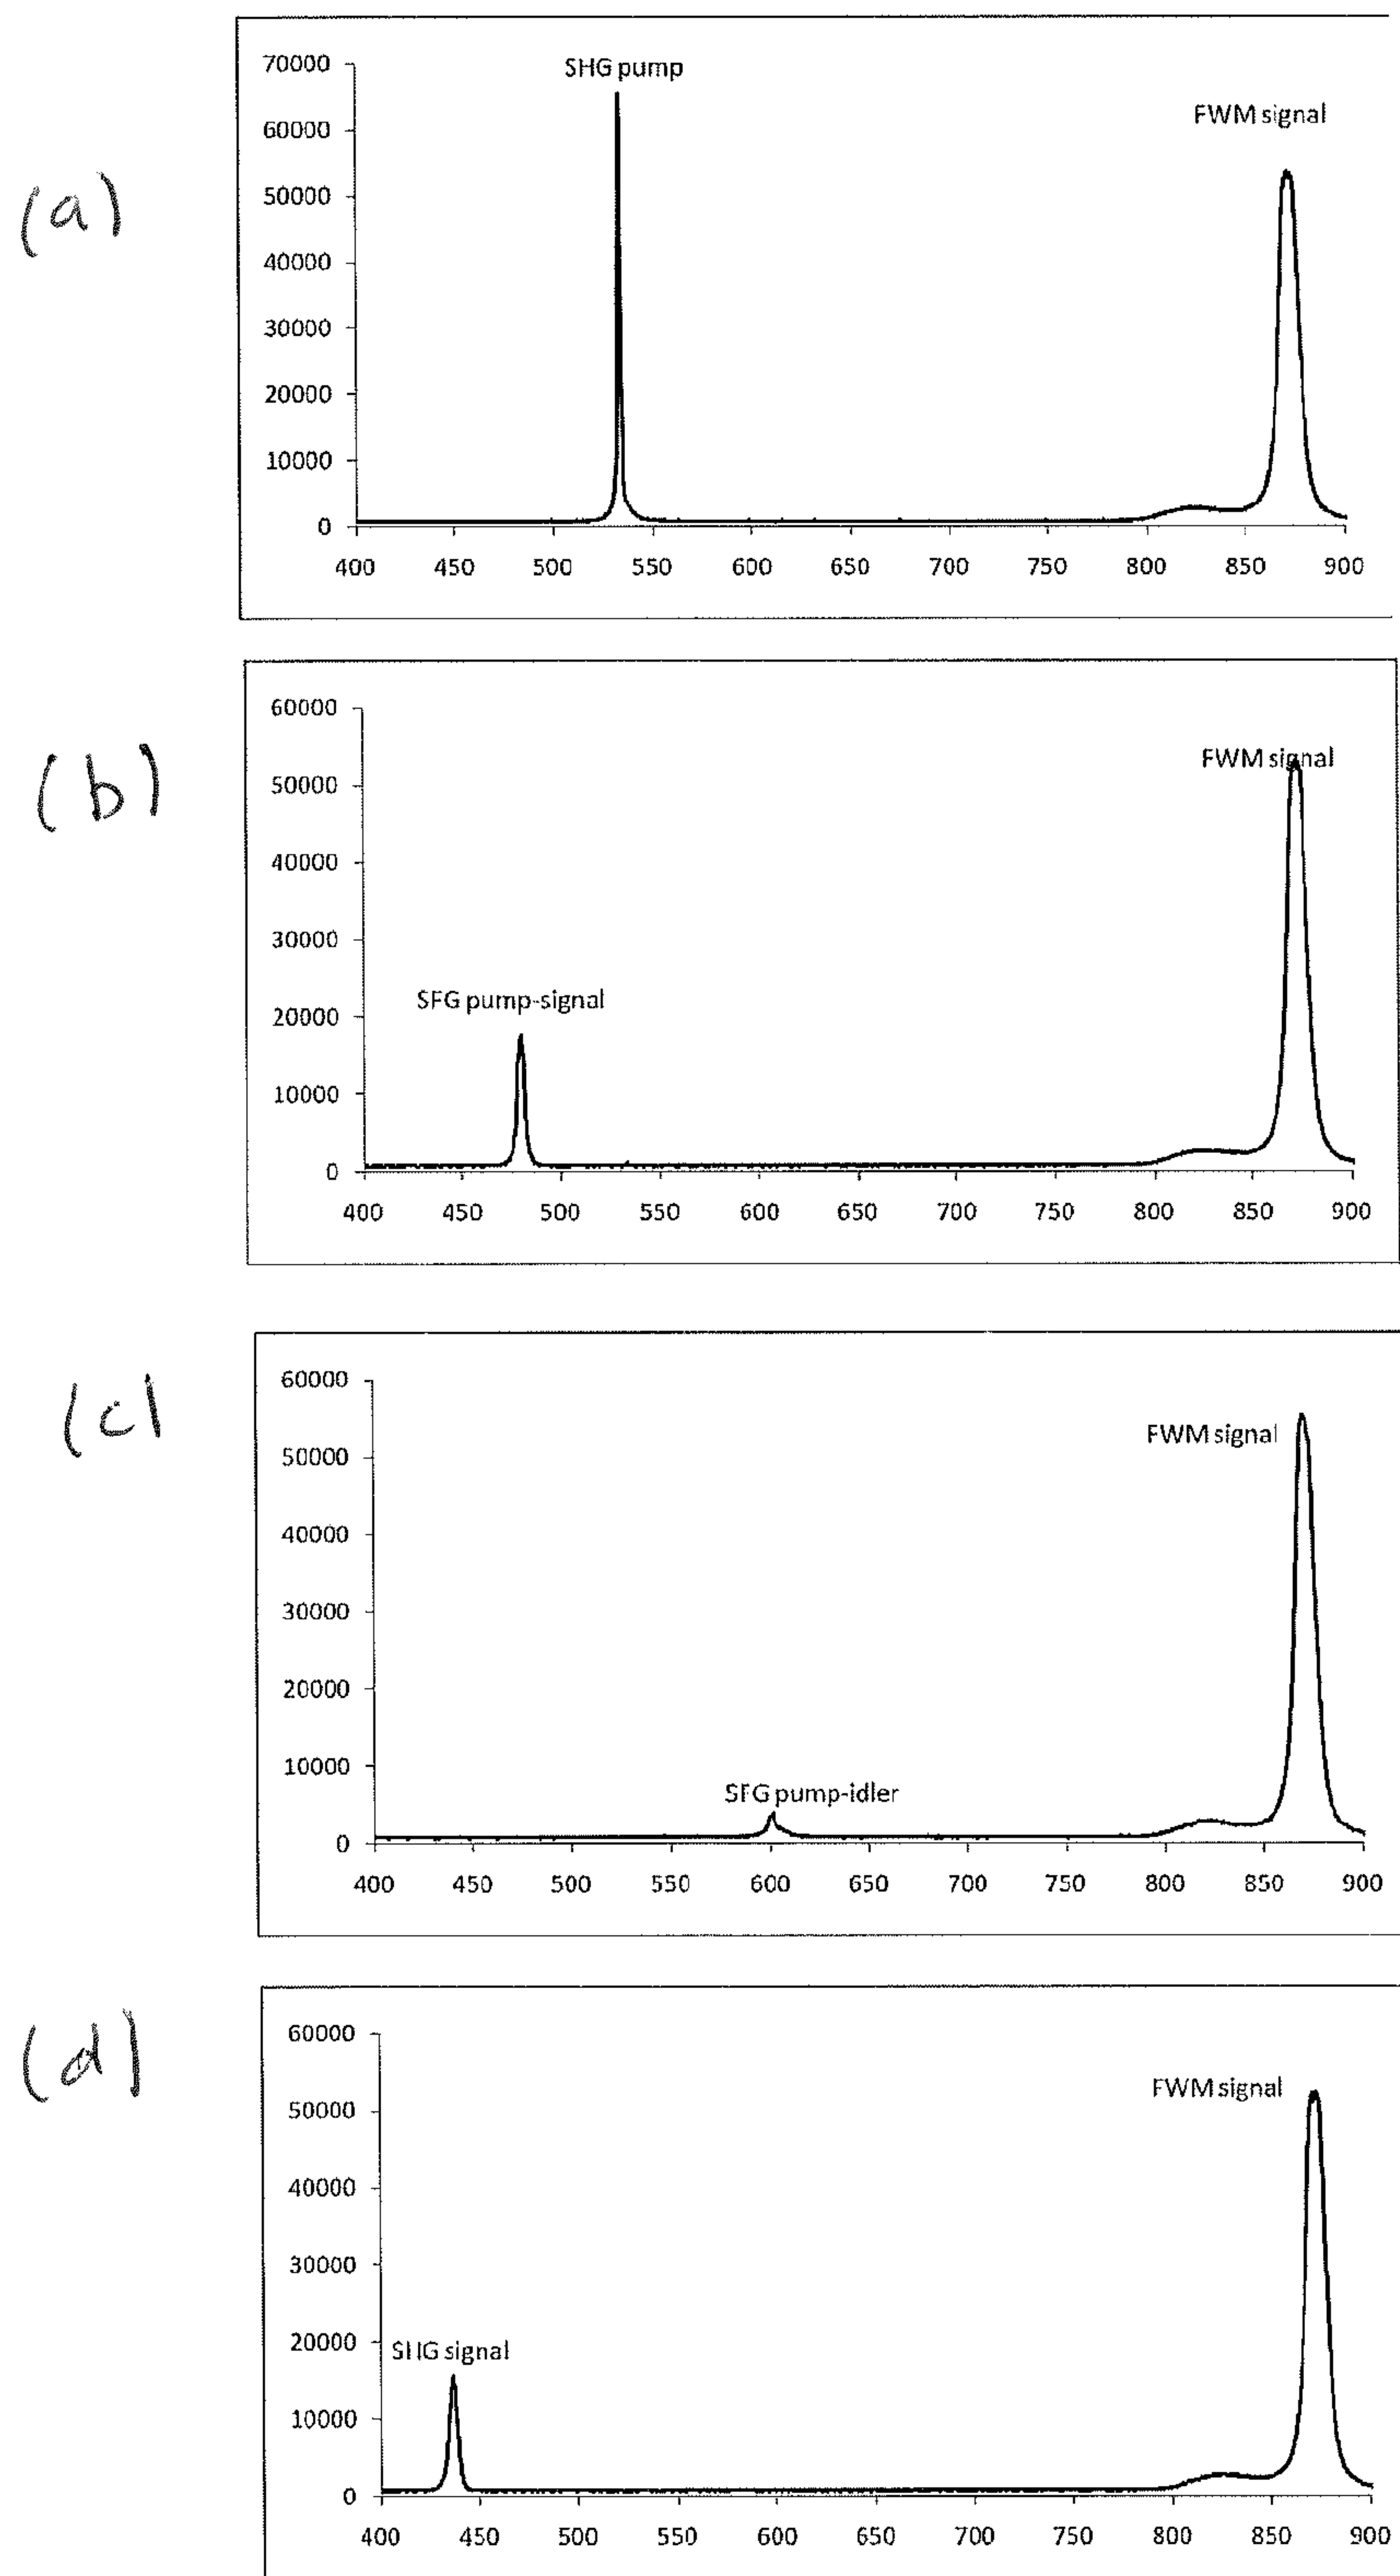 (a)
SHG pump
FWM signal
70000
60000
50000
40000
30000
20000
10000
0
400 450 500 550 600 650 700 750 800 850 900
(b)
FWM signal
SFG pump-signal
60000
50000
40000
30000
20000
10000
0
400 450 500 550 600 650 700 750 800 850 900
(c)
FWM signal
SFG pump-idler
60000
50000
40000
30000
20000
10000
0
400 450 500 550 600 650 700 750 800 850 900
(d)
FWM signal
SHG signal
60000
50000
40000
30000
20000
10000
0
400 450 500 550 600 650 700 750 800 850 900